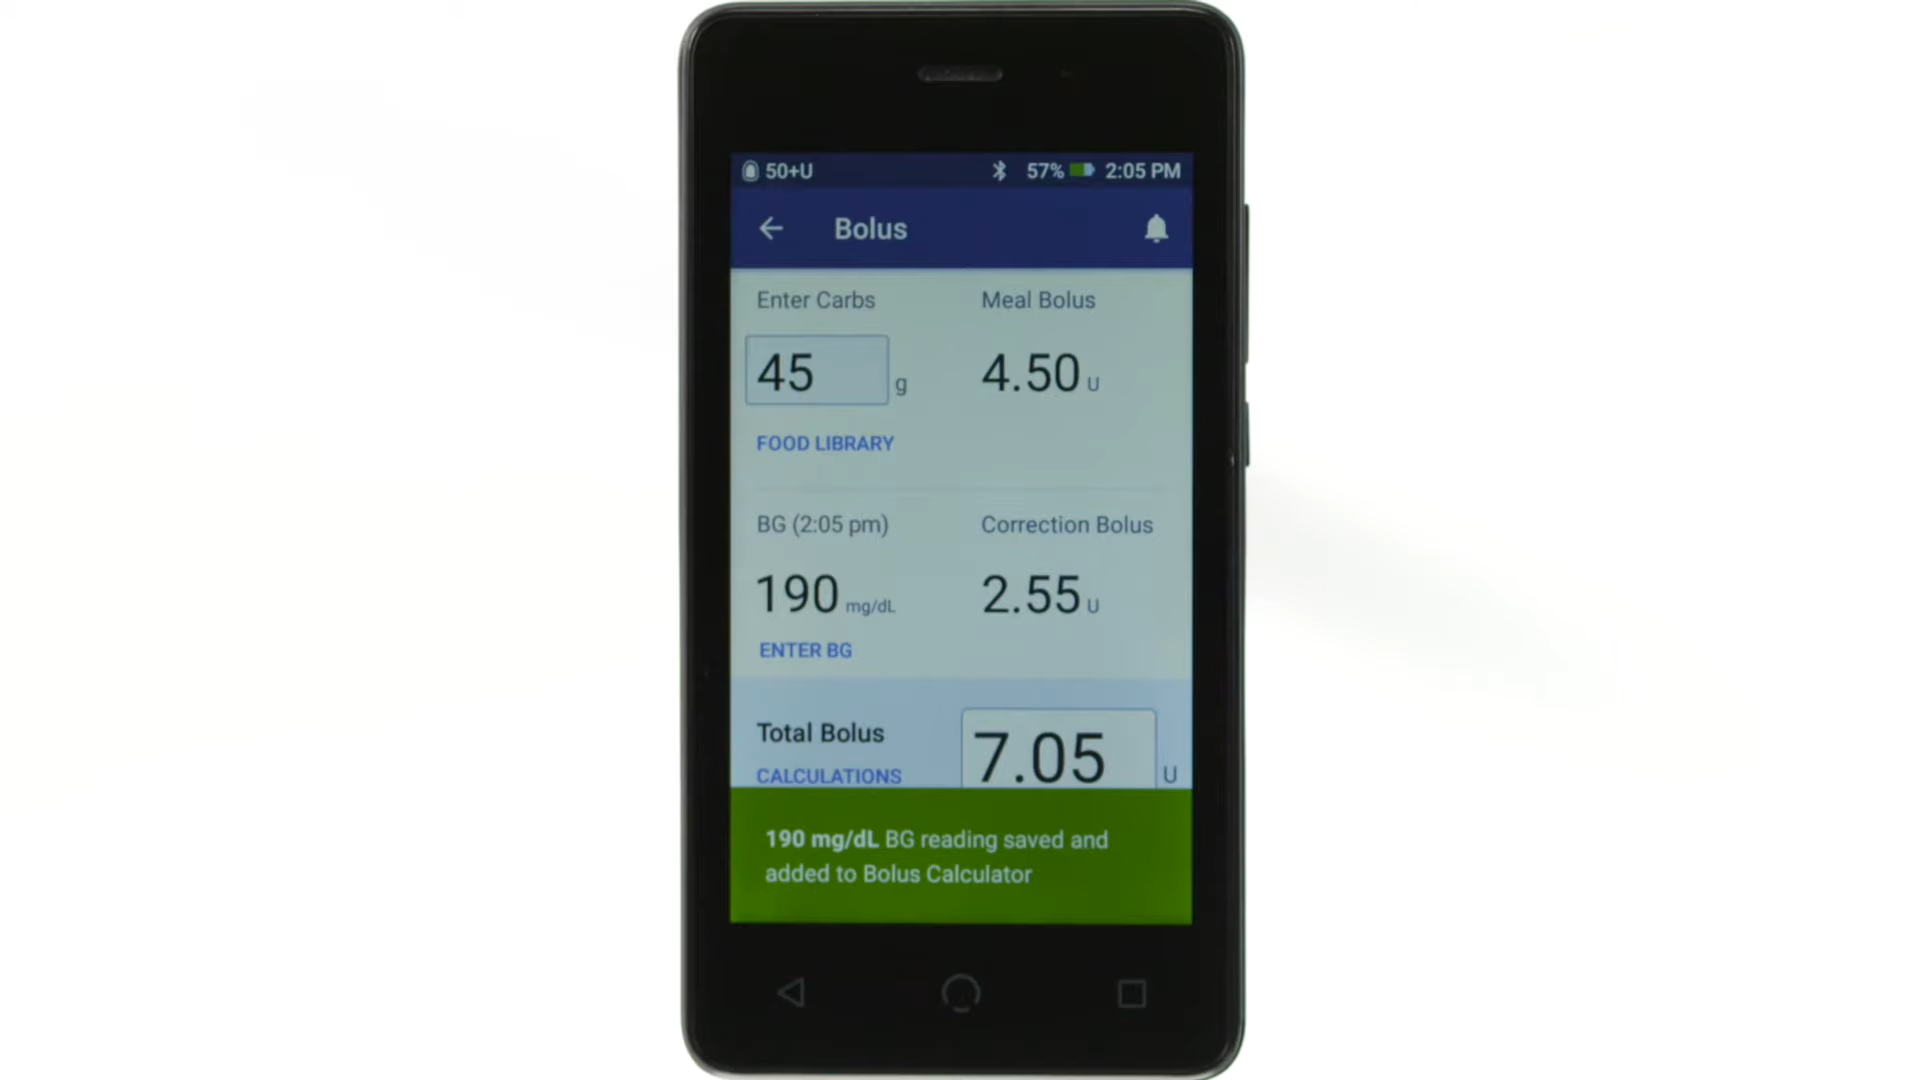 50+U 57% 2:05 PM
Bolus
Enter Carbs Meal Bolus
45 g 4.50 U
FOOD LIBRARY
BG (2:05 pm) Correction Bolus
190 mg/dL 2.55 U
ENTER BG
Total Bolus 7.05 U
CALCULATIONS
190 mg/dL BG reading saved and
added to Bolus Calculator